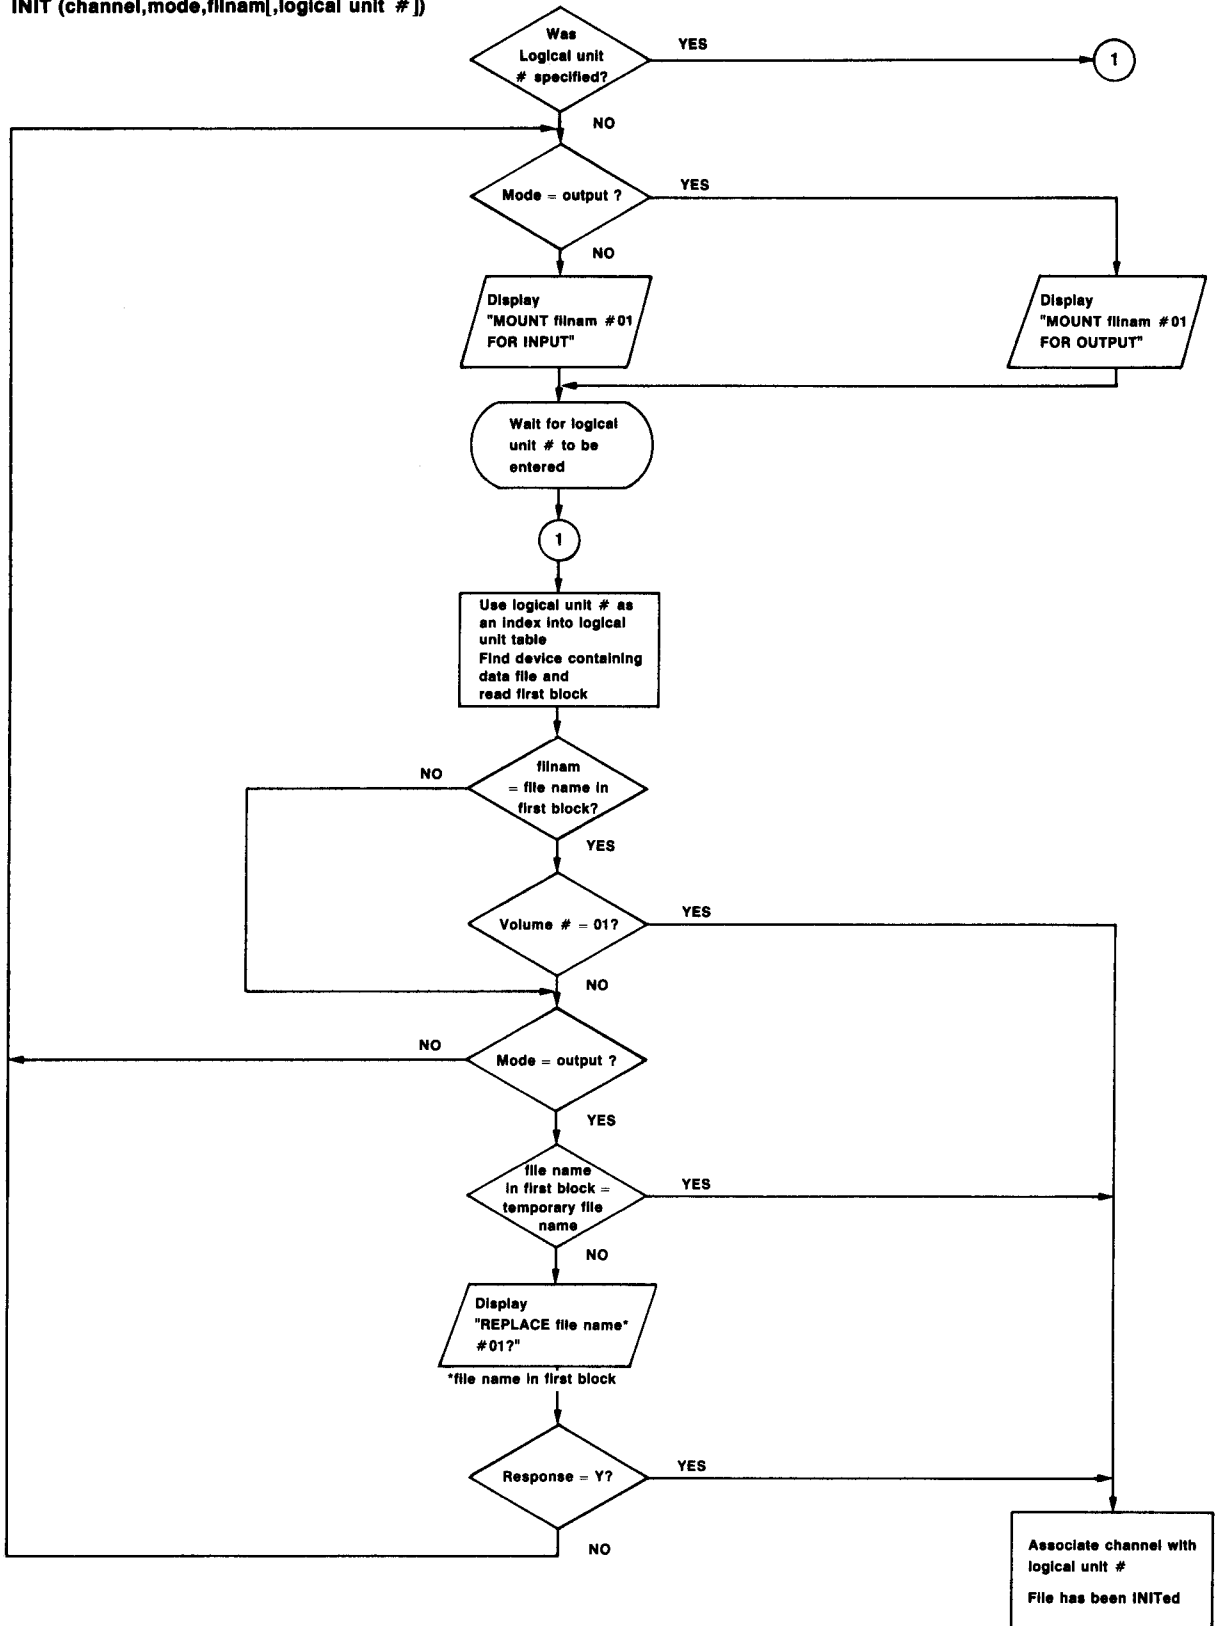 INIT (channel,mode,filnam[,logical unit #])
Was
Logical unit
# specified?
YES
1
NO
Mode = output ?
YES
NO
Display
"MOUNT filnam #01
FOR INPUT"
Display
"MOUNT filnam #01
FOR OUTPUT"
Wait for logical
unit # to be
entered
1
Use logical unit # as
an index into logical
unit table
Find device containing
data file and
read first block
filnam
= file name in
first block?
NO
YES
Volume # = 01?
YES
NO
Mode = output ?
NO
YES
file name
in first block =
temporary file
name
YES
NO
Display
"REPLACE file name*
#01?"
*file name in first block
Response = Y?
YES
NO
Associate channel with
logical unit #
File has been INITed